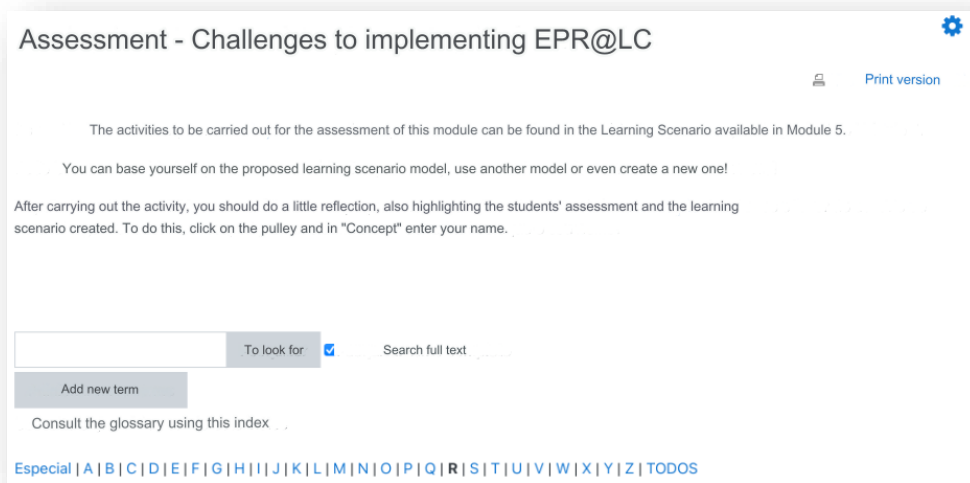 Assessment - Challenges to implementing EPR@LC
Print version
The activities to be carried out for the assessment of this module can be found in the Learning Scenario available in Module 5.
You can base yourself on the proposed learning scenario model, use another model or even create a new one!
After carrying out the activity, you should do a little reflection, also highlighting the students' assessment and the learning
scenario created. To do this, click on the pulley and in "Concept" enter your name.
To look for Search full text
Add new term
Consult the glossary using this index
Especial | A | B | C | D | E | F | G | H | I | J | K | L | M | N | O | P | Q | R | S | T | U | V | W | X | Y | Z | TODOS